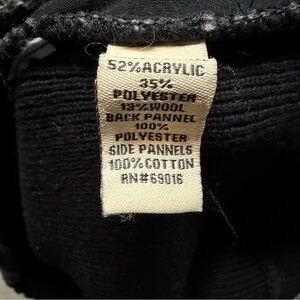 52% ACRYLIC
35%
POLYESTER
13% WOOL
BACK PANNEL
100%
POLYESTER
SIDE PANNELS
100% COTTON
RN#69016